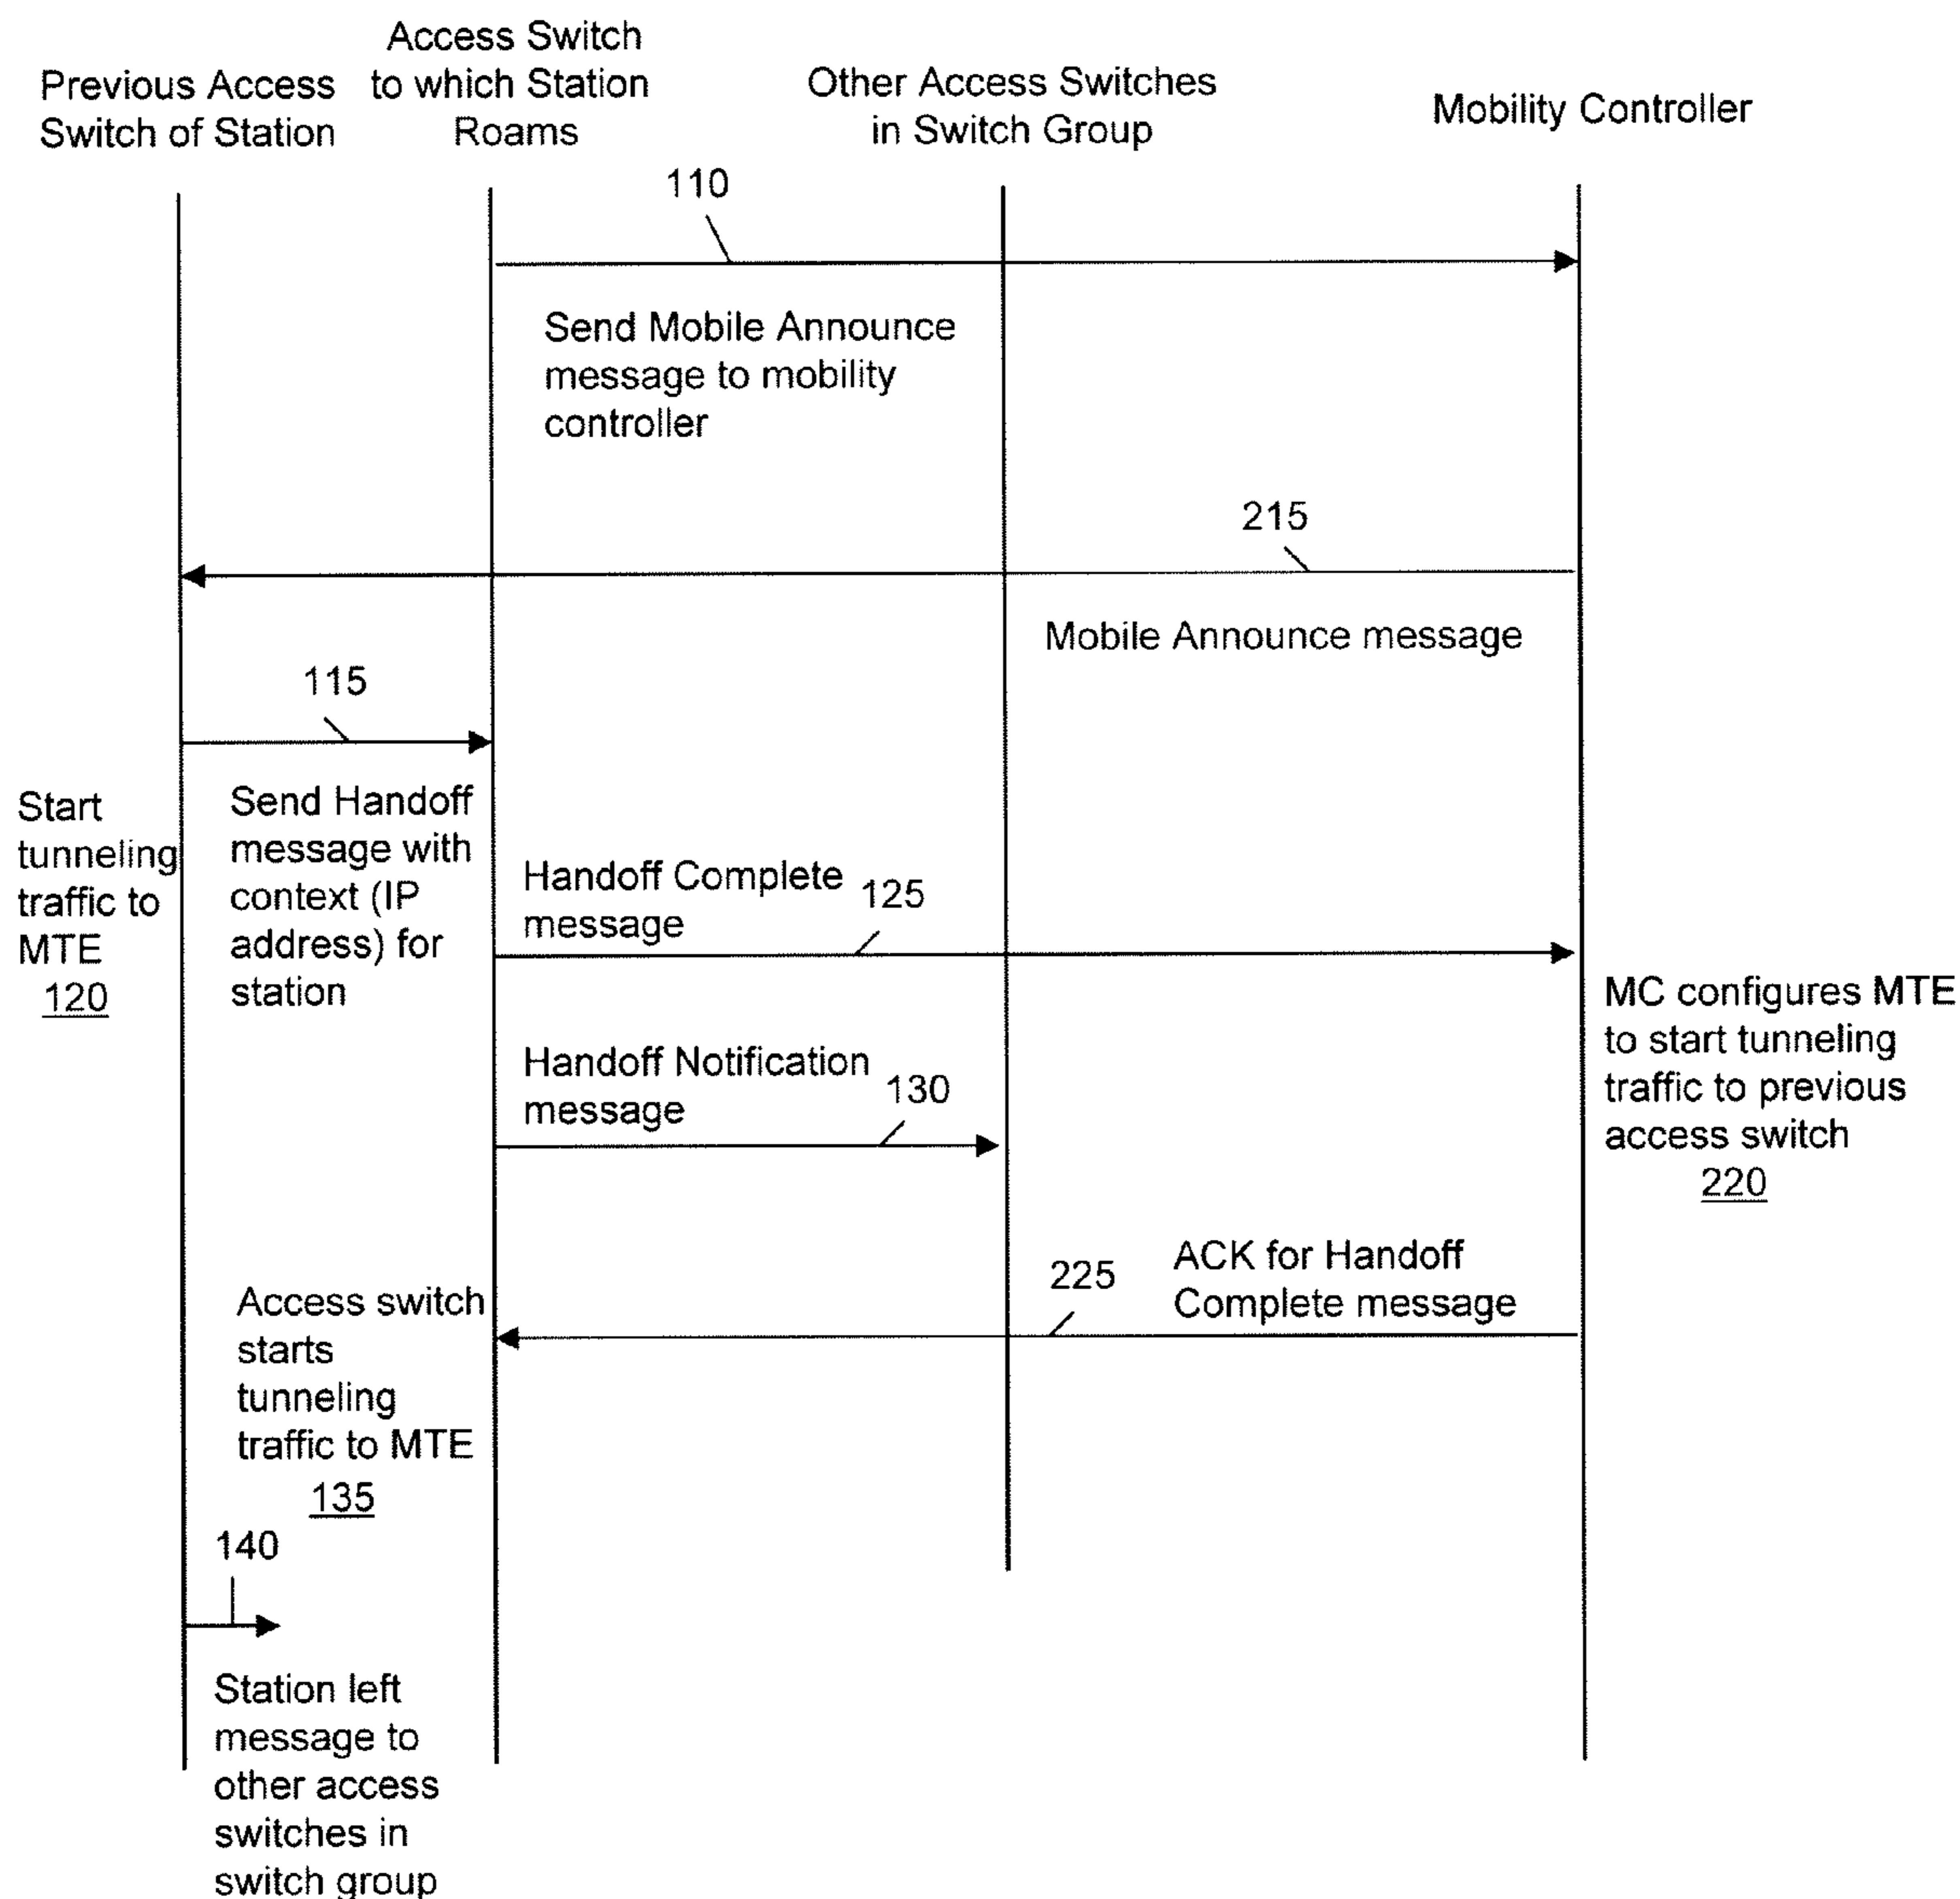 Previous Access
Switch of Station
Access Switch
to which Station
Roams
Other Access Switches
in Switch Group
Mobility Controller
110
Send Mobile Announce
message to mobility
controller
215
Mobile Announce message
115
Start
tunneling
traffic to
MTE
120
Send Handoff
message with
context (IP
address) for
station
Handoff Complete
message
125
MC configures MTE
to start tunneling
traffic to previous
access switch
220
Handoff Notification
message
130
225
ACK for Handoff
Complete message
Access switch
starts
tunneling
traffic to MTE
135
140
Station left
message to
other access
switches in
switch group